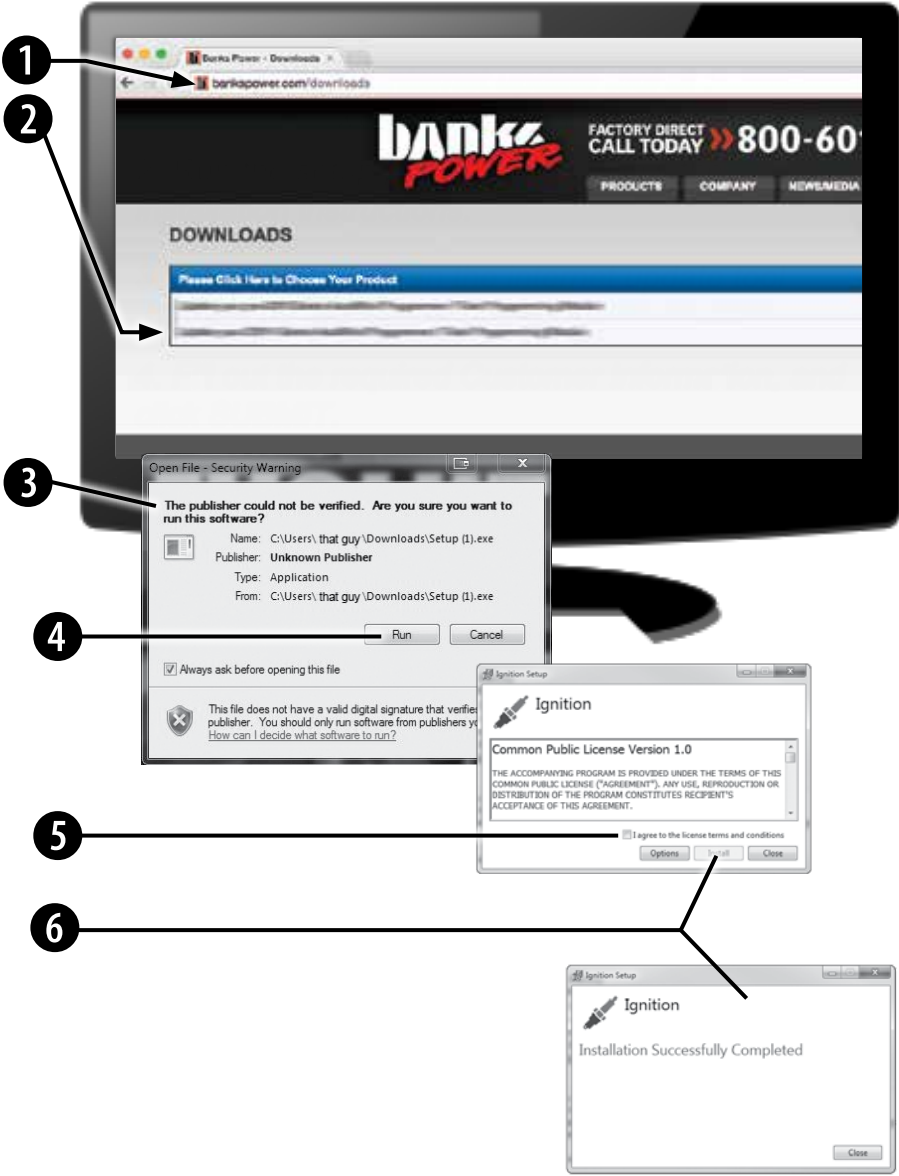 1
Banks Power - Downloads ×
bankspower.com/downloads
2
banks
POWER
FACTORY DIRECT
CALL TODAY
800-601
PRODUCTS
COMPANY
NEWS/MEDIA
DOWNLOADS
Please Click Here to Choose Your Product
3
Open File - Security Warning
The publisher could not be verified. Are you sure you want to
run this software?
Name: C:\Users\ that guy \Downloads\Setup (1).exe
Publisher: Unknown Publisher
Type: Application
From: C:\Users\ that guy \Downloads\Setup (1).exe
4
Run
Cancel
Always ask before opening this file
This file does not have a valid digital signature that verifies
publisher. You should only run software from publishers
How can I decide what software to run?
Ignition Setup
Ignition
Common Public License Version 1.0
THE ACCOMPANYING PROGRAM IS PROVIDED UNDER THE TERMS OF THIS
COMMON PUBLIC LICENSE ("AGREEMENT"). ANY USE, REPRODUCTION OR
DISTRIBUTION OF THE PROGRAM CONSTITUTES RECIPIENT'S
ACCEPTANCE OF THIS AGREEMENT.
5
I agree to the license terms and conditions
Options
Install
Close
6
Ignition Setup
Ignition
Installation Successfully Completed
Close